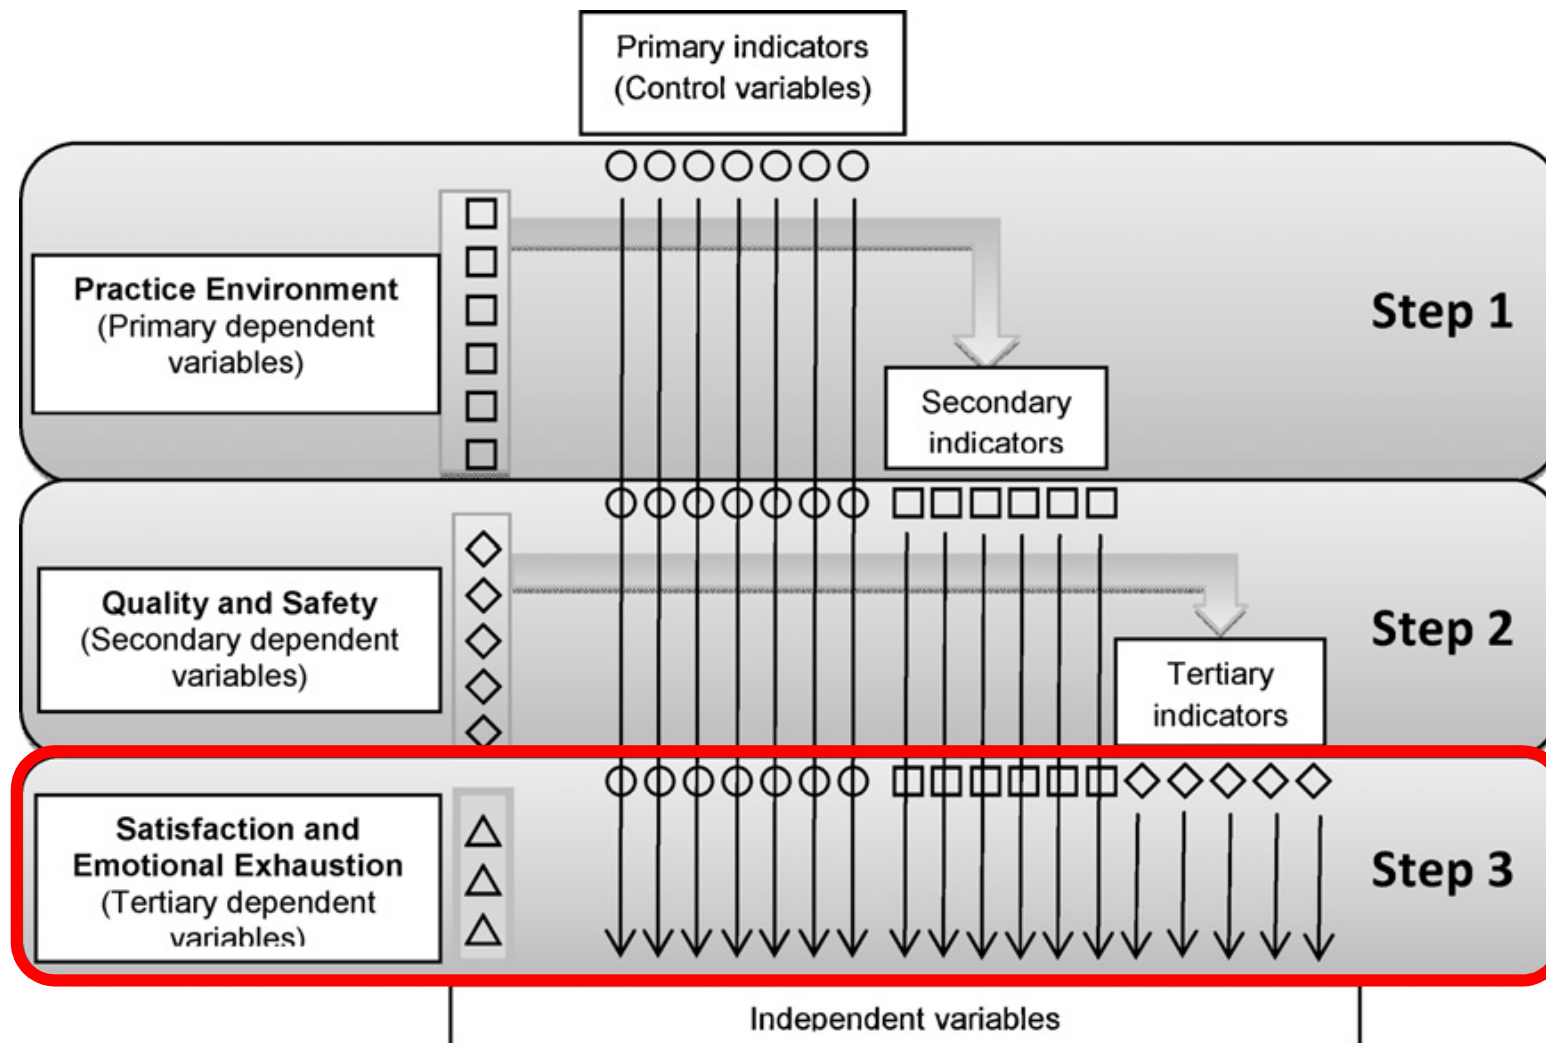 Primary indicators
(Control variables)
Practice Environment
(Primary dependent
variables)
Step 1
Secondary
indicators
Quality and Safety
(Secondary dependent
variables)
Step 2
Tertiary
indicators
Satisfaction and
Emotional Exhaustion
(Tertiary dependent
variables)
Step 3
Independent variables